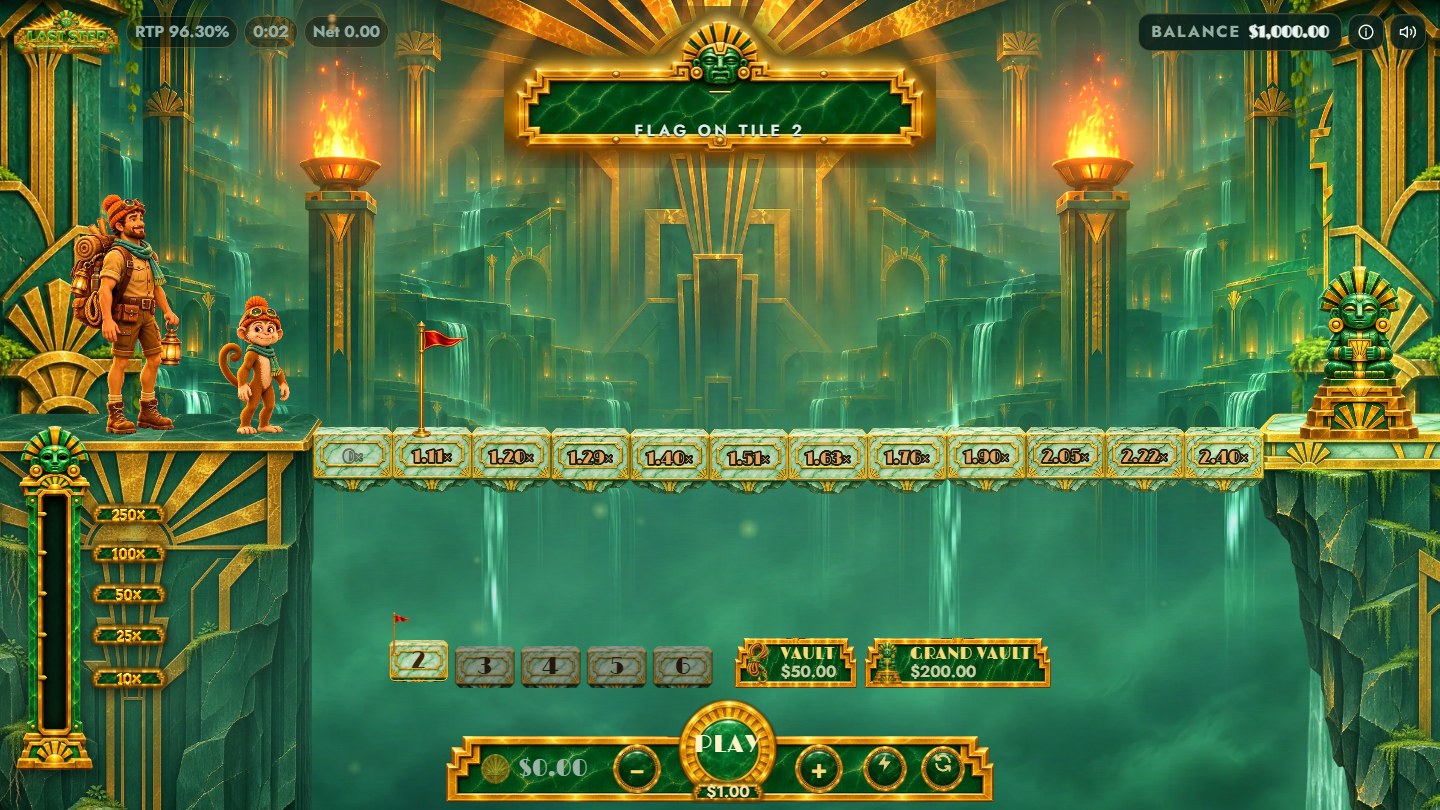 LAST STEP
RTP 96.30%
0:02
Net 0.00
BALANCE $1,000.00
FLAG ON TILE 2
0x
1.11x
1.20x
1.29x
1.40x
1.51x
1.63x
1.76x
1.90x
2.05x
2.22x
2.40x
250x
100x
50x
25x
10x
2
3
4
5
6
VAULT
$50.00
GRAND VAULT
$200.00
$0.00
−
PLAY
$1.00
+